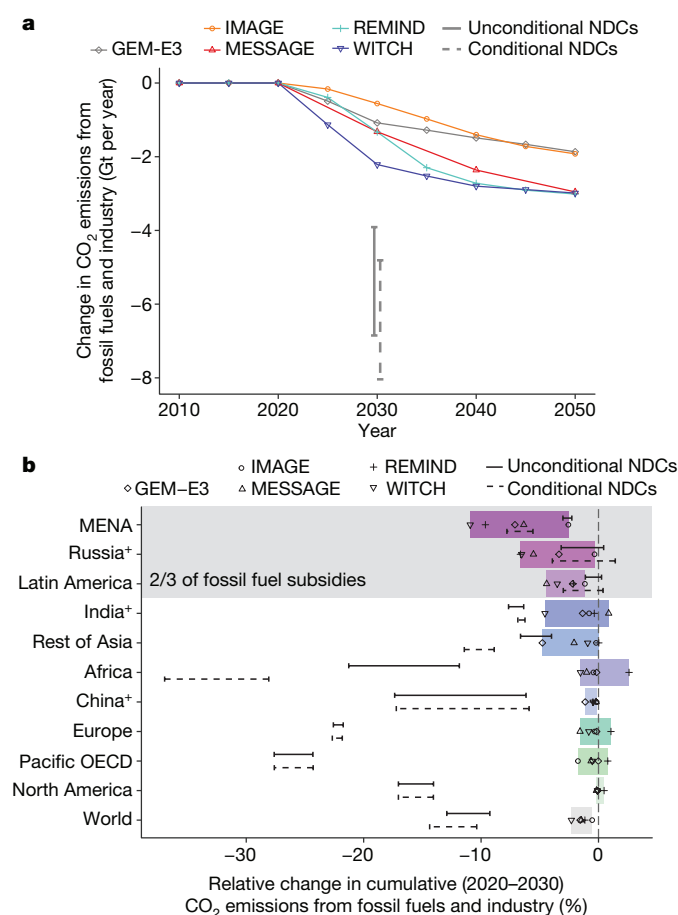 a
IMAGE REMIND Unconditional NDCs
GEM-E3 MESSAGE WITCH Conditional NDCs
Change in CO2 emissions from
fossil fuels and industry (Gt per year)
0
−2
−4
−6
−8
2010 2020 2030 2040 2050
Year
b
IMAGE REMIND Unconditional NDCs
GEM–E3 MESSAGE WITCH Conditional NDCs
MENA
Russia+
Latin America
2/3 of fossil fuel subsidies
India+
Rest of Asia
Africa
China+
Europe
Pacific OECD
North America
World
−30 −20 −10 0
Relative change in cumulative (2020–2030)
CO2 emissions from fossil fuels and industry (%)